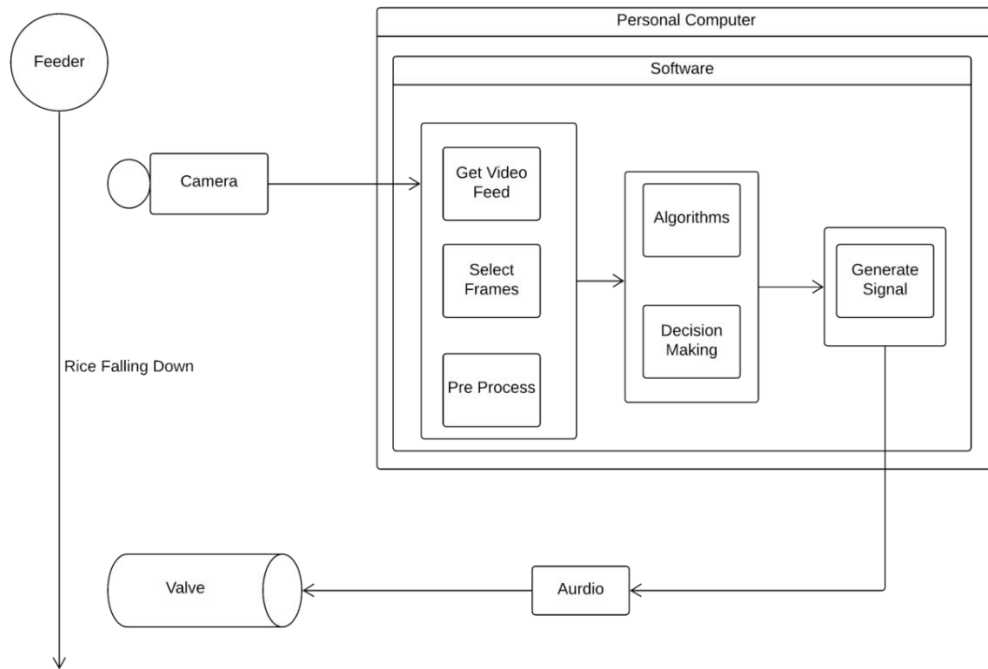 Personal Computer
Feeder
Software
Camera
Get Video
Feed
Select
Frames
Pre Process
Algorithms
Decision
Making
Generate
Signal
Rice Falling Down
Valve
Aurdio